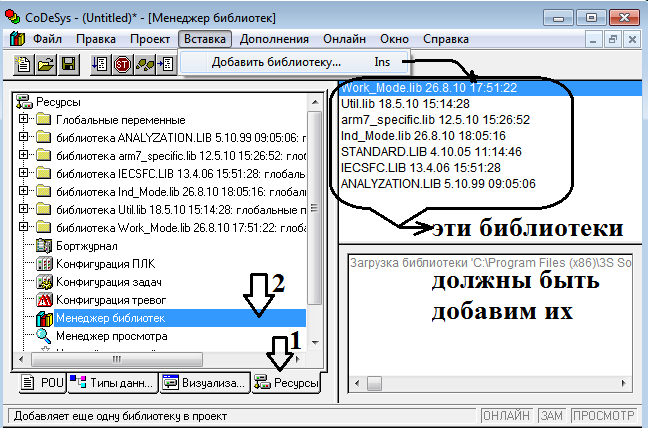 CoDeSys - (Untitled)* - [Менеджер библиотек]
Файл Правка Проект Вставка Дополнения Онлайн Окно Справка
Добавить библиотеку... Ins
Ресурсы
Глобальные переменные
библиотека ANALYZATION.LIB 5.10.99 09:05:06: г
библиотека arm7_specific.lib 12.5.10 15:26:52: гло
библиотека IECSFC.LIB 13.4.06 15:51:28: глобаль
библиотека Ind_Mode.lib 26.8.10 18:05:16: глобал
библиотека Util.lib 18.5.10 15:14:28: глобальные п
библиотека Work_Mode.lib 26.8.10 17:51:22: глоб
Бортжурнал
Конфигурация ПЛК
Конфигурация задач
Конфигурация тревог
Менеджер библиотек
Менеджер просмотра
2
1
POU Типы данн... Визуализа... Ресурсы
Work_Mode.lib 26.8.10 17:51:22
Util.lib 18.5.10 15:14:28
arm7_specific.lib 12.5.10 15:26:52
Ind_Mode.lib 26.8.10 18:05:16
STANDARD.LIB 4.10.05 11:14:46
IECSFC.LIB 13.4.06 15:51:28
ANALYZATION.LIB 5.10.99 09:05:06
эти библиотеки
Загрузка библиотеки 'C:\Program Files (x86)\3S So
должны быть
добавим их
Добавляет еще одну библиотеку в проект
ОНЛАЙН ЗАМ ПРОСМОТР